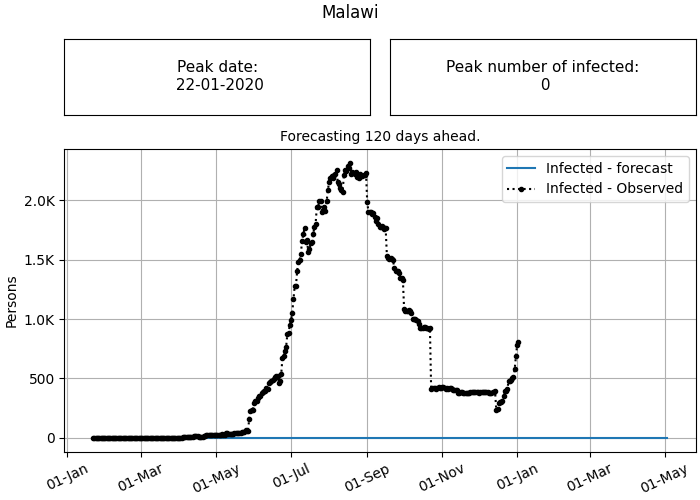 Malawi
Peak date:
22-01-2020
Peak number of infected:
0
Forecasting 120 days ahead.
Infected - forecast
Infected - Observed
2.0K
1.5K
1.0K
500
0
Persons
01-Jan
01-Mar
01-May
01-Jul
01-Sep
01-Nov
01-Jan
01-Mar
01-May